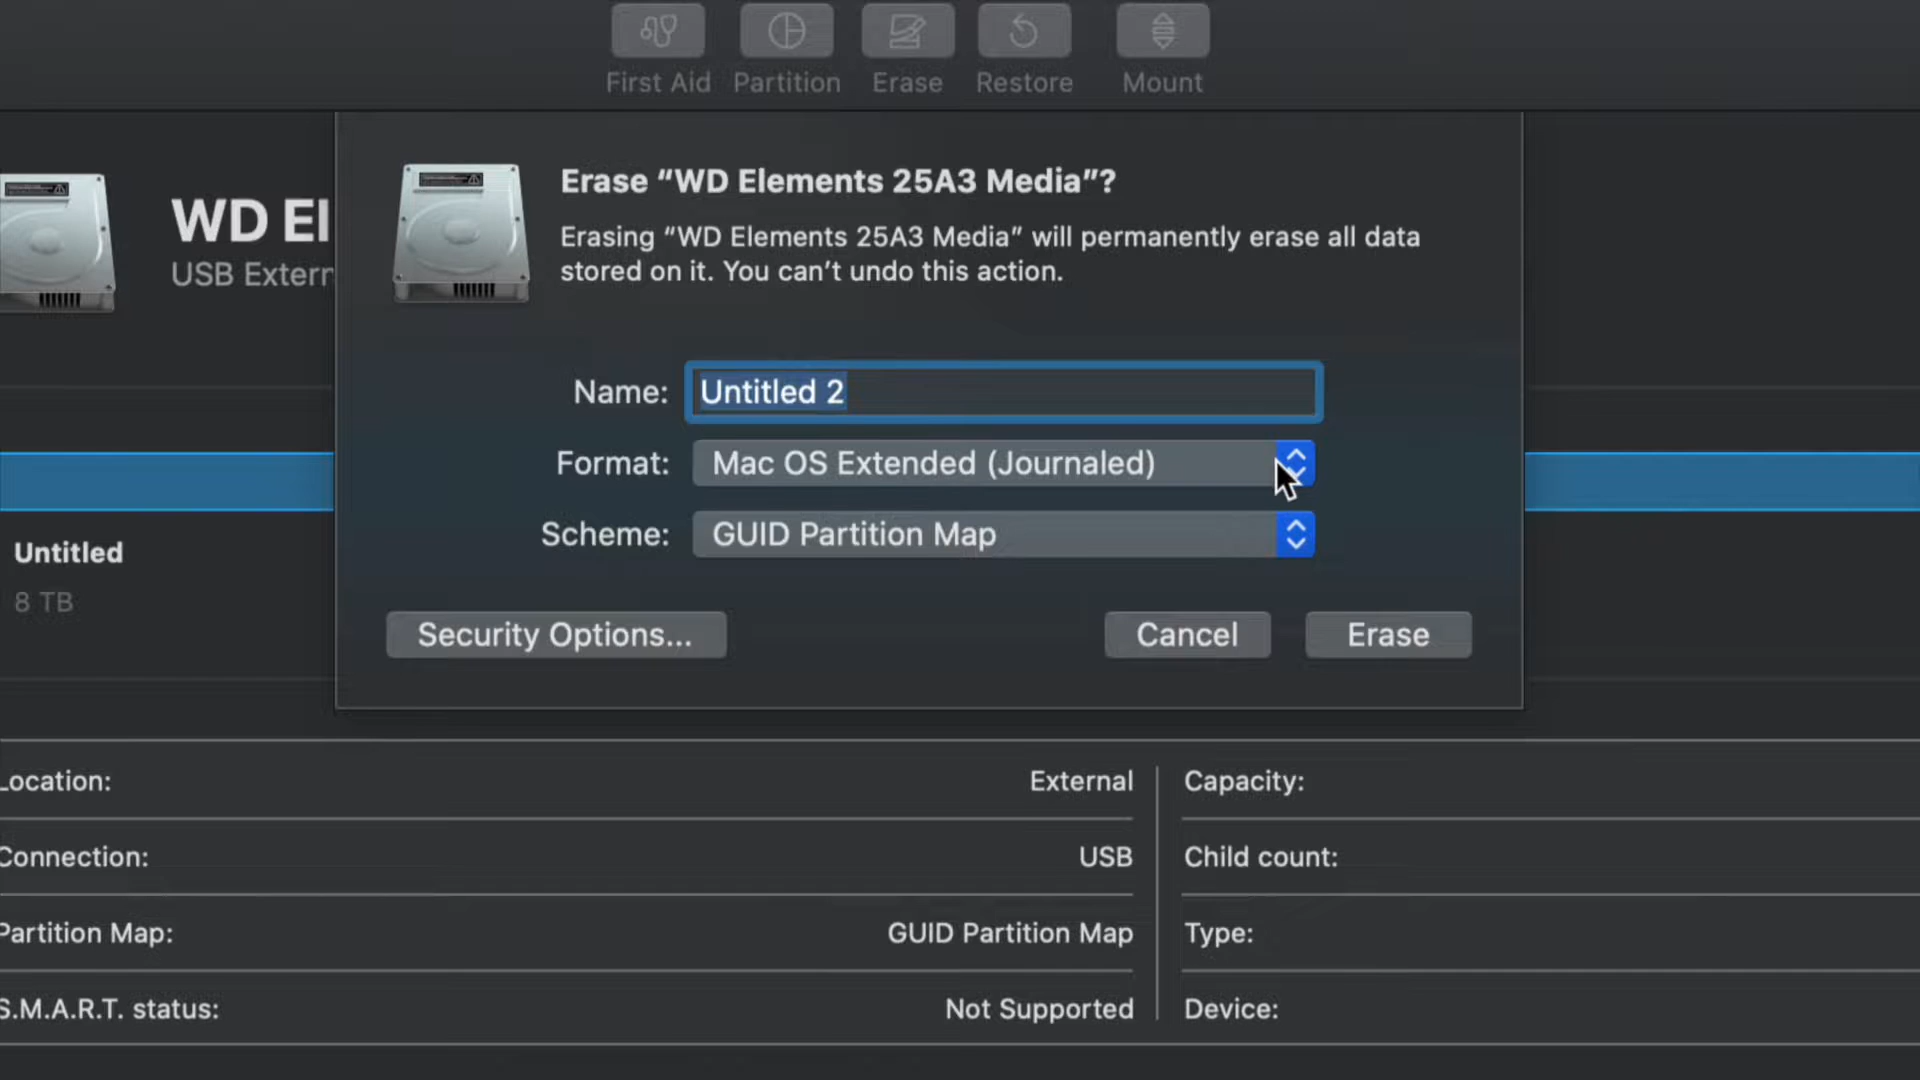 First Aid Partition Erase Restore Mount
WD El
USB Extern
Erase “WD Elements 25A3 Media”?
Erasing “WD Elements 25A3 Media” will permanently erase all data
stored on it. You can’t undo this action.
Name: Untitled 2
Format: Mac OS Extended (Journaled)
Scheme: GUID Partition Map
Security Options... Cancel Erase
Untitled
8 TB
Location: External
Connection: USB
Partition Map: GUID Partition Map
S.M.A.R.T. status: Not Supported
Capacity:
Child count:
Type:
Device: